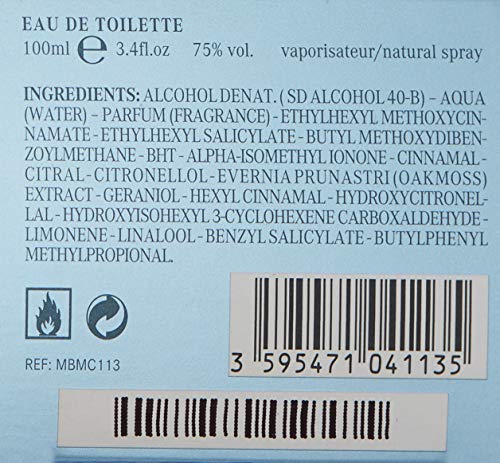 EAU DE TOILETTE
100ml e 3.4fl.oz 75% vol. vaporisateur/natural spray
INGREDIENTS: ALCOHOL DENAT. ( SD ALCOHOL 40-B) – AQUA
(WATER) – PARFUM (FRAGRANCE) – ETHYLHEXYL METHOXYCIN-
NAMATE - ETHYLHEXYL SALICYLATE - BUTYL METHOXYDIBEN-
ZOYLMETHANE - BHT - ALPHA-ISOMETHYL IONONE - CINNAMAL-
CITRAL - CITRONELLOL - EVERNIA PRUNASTRI (OAKMOSS)
EXTRACT - GERANIOL - HEXYL CINNAMAL - HYDROXYCITRONEL-
LAL - HYDROXYISOHEXYL 3-CYCLOHEXENE CARBOXALDEHYDE-
LIMONENE - LINALOOL - BENZYL SALICYLATE - BUTYLPHENYL
METHYLPROPIONAL.
REF: MBMC113
3 595471 041135